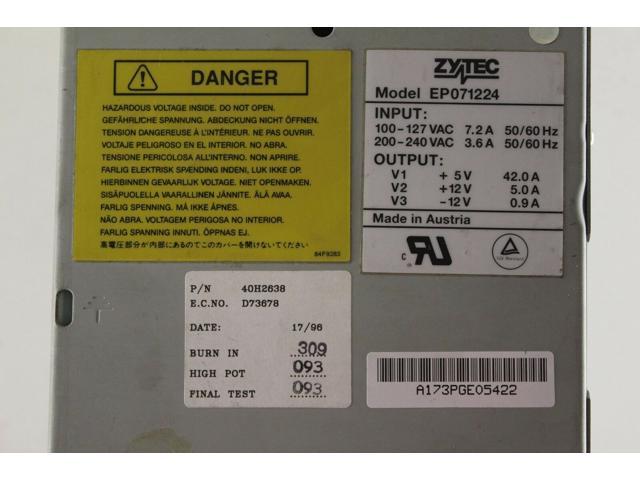 DANGER
HAZARDOUS VOLTAGE INSIDE. DO NOT OPEN.
GEFÄHRLICHE SPANNUNG. ABDECKUNG NICHT ÖFFNEN.
TENSION DANGEREUSE À L'INTÉRIEUR. NE PAS OUVRIR.
VOLTAJE PELIGROSO EN EL INTERIOR. NO ABRA.
TENSIONE PERICOLOSA ALL'INTERNO. NON APRIRE.
FARLIG ELEKTRISK SPÆNDING INDENI, LUK IKKE OP.
HIERBINNEN GEVAARLIJK VOLTAGE. NIET OPENMAKEN.
SISÄPUOLELLA VAARALLINEN JÄNNITE. ÄLÄ AVAA.
FARLIG SPENNING. MÅ IKKE ÅPNES.
NÃO ABRA. VOLTAGEM PERIGOSA NO INTERIOR.
FARLIG SPÄNNING INNUTI. ÖPPNAS EJ.
高電圧部分が内部にあるのでこのカバーを開けないでください
84F9283
ZYTEC
Model EP071224
INPUT:
100-127 VAC 7.2 A 50/60 Hz
200-240 VAC 3.6 A 50/60 Hz
OUTPUT:
V1 + 5 V 42.0 A
V2 +12 V 5.0 A
V3 -12 V 0.9 A
Made in Austria
c RU
P/N 40H2638
E.C.NO. D73678
DATE: 17/96
BURN IN 309
HIGH POT 093
FINAL TEST 093
A173PGE05422